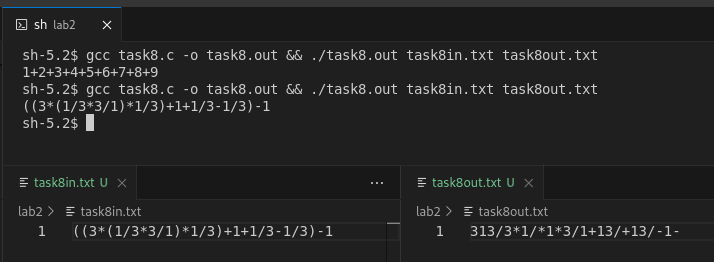 sh lab2
sh-5.2$ gcc task8.c -o task8.out && ./task8.out task8in.txt task8out.txt
1+2+3+4+5+6+7+8+9
sh-5.2$ gcc task8.c -o task8.out && ./task8.out task8in.txt task8out.txt
((3*(1/3*3/1)*1/3)+1+1/3-1/3)-1
sh-5.2$
task8in.txt U
lab2 > task8in.txt
1 ((3*(1/3*3/1)*1/3)+1+1/3-1/3)-1
task8out.txt U
lab2 > task8out.txt
1 313/3*1/*1*3/1+13/+13/-1-